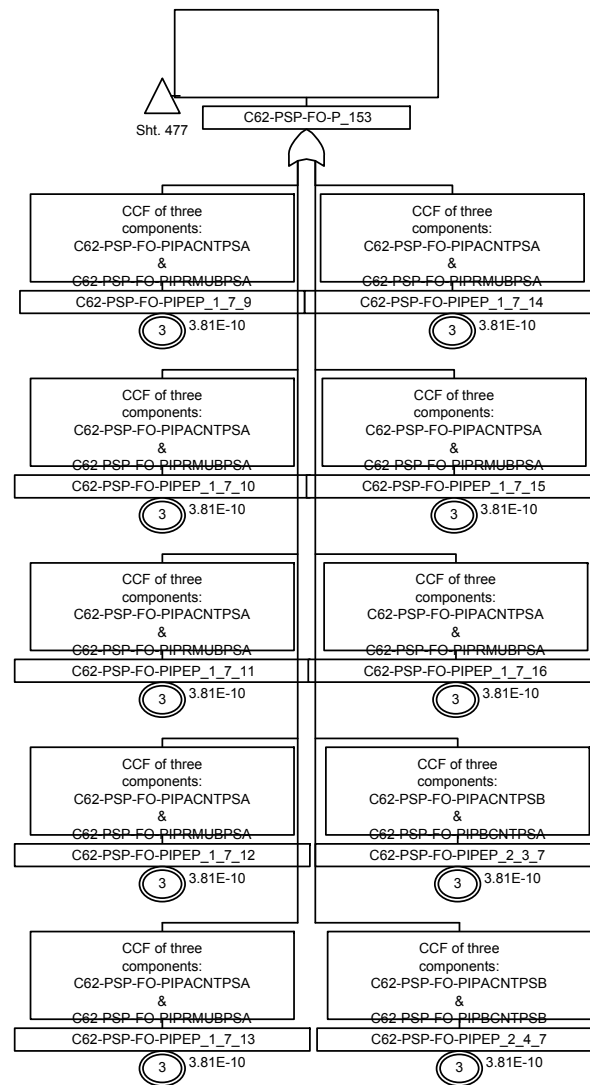 Sht. 477
C62-PSP-FO-P_153
CCF of three
components:
C62-PSP-FO-PIPACNTPSA
&
C62-PSP-FO-PIPRMUBPSA
C62-PSP-FO-PIPEP_1_7_9
3
3.81E-10
CCF of three
components:
C62-PSP-FO-PIPACNTPSA
&
C62-PSP-FO-PIPRMUBPSA
C62-PSP-FO-PIPEP_1_7_14
3
3.81E-10
CCF of three
components:
C62-PSP-FO-PIPACNTPSA
&
C62-PSP-FO-PIPRMUBPSA
C62-PSP-FO-PIPEP_1_7_10
3
3.81E-10
CCF of three
components:
C62-PSP-FO-PIPACNTPSA
&
C62-PSP-FO-PIPRMUBPSA
C62-PSP-FO-PIPEP_1_7_15
3
3.81E-10
CCF of three
components:
C62-PSP-FO-PIPACNTPSA
&
C62-PSP-FO-PIPRMUBPSA
C62-PSP-FO-PIPEP_1_7_11
3
3.81E-10
CCF of three
components:
C62-PSP-FO-PIPACNTPSA
&
C62-PSP-FO-PIPRMUBPSA
C62-PSP-FO-PIPEP_1_7_16
3
3.81E-10
CCF of three
components:
C62-PSP-FO-PIPACNTPSA
&
C62-PSP-FO-PIPRMUBPSA
C62-PSP-FO-PIPEP_1_7_12
3
3.81E-10
CCF of three
components:
C62-PSP-FO-PIPACNTPSB
&
C62-PSP-FO-PIPBCNTPSA
C62-PSP-FO-PIPEP_2_3_7
3
3.81E-10
CCF of three
components:
C62-PSP-FO-PIPACNTPSA
&
C62-PSP-FO-PIPRMUBPSA
C62-PSP-FO-PIPEP_1_7_13
3
3.81E-10
CCF of three
components:
C62-PSP-FO-PIPACNTPSB
&
C62-PSP-FO-PIPBCNTPSB
C62-PSP-FO-PIPEP_2_4_7
3
3.81E-10